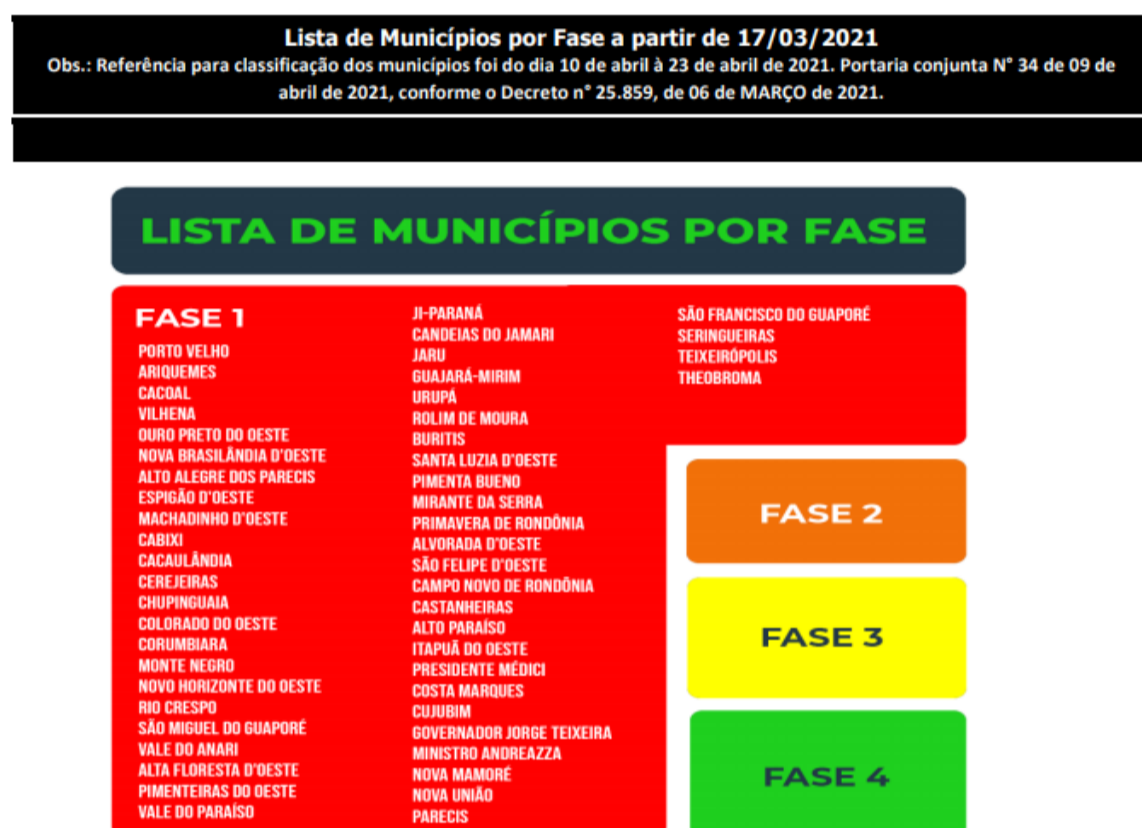 Lista de Municípios por Fase a partir de 17/03/2021
Obs.: Referência para classificação dos municípios foi do dia 10 de abril à 23 de abril de 2021. Portaria conjunta N° 34 de 09 de
abril de 2021, conforme o Decreto n° 25.859, de 06 de MARÇO de 2021.
LISTA DE MUNICÍPIOS POR FASE
FASE 1
PORTO VELHO
ARIQUEMES
CACOAL
VILHENA
OURO PRETO DO OESTE
NOVA BRASILÂNDIA D'OESTE
ALTO ALEGRE DOS PARECIS
ESPIGÃO D'OESTE
MACHADINHO D'OESTE
CABIXI
CACAULÂNDIA
CEREJEIRAS
CHUPINGUAIA
COLORADO DO OESTE
CORUMBIARA
MONTE NEGRO
NOVO HORIZONTE DO OESTE
RIO CRESPO
SÃO MIGUEL DO GUAPORÉ
VALE DO ANARI
ALTA FLORESTA D'OESTE
PIMENTEIRAS DO OESTE
VALE DO PARAÍSO
JI-PARANÁ
CANDEIAS DO JAMARI
JARU
GUAJARÁ-MIRIM
URUPÁ
ROLIM DE MOURA
BURITIS
SANTA LUZIA D'OESTE
PIMENTA BUENO
MIRANTE DA SERRA
PRIMAVERA DE RONDÔNIA
ALVORADA D'OESTE
SÃO FELIPE D'OESTE
CAMPO NOVO DE RONDÔNIA
CASTANHEIRAS
ALTO PARAÍSO
ITAPUÃ DO OESTE
PRESIDENTE MÉDICI
COSTA MARQUES
CUJUBIM
GOVERNADOR JORGE TEIXEIRA
MINISTRO ANDREAZZA
NOVA MAMORÉ
NOVA UNIÃO
PARECIS
SÃO FRANCISCO DO GUAPORÉ
SERINGUEIRAS
TEIXEIRÓPOLIS
THEOBROMA
FASE 2
FASE 3
FASE 4